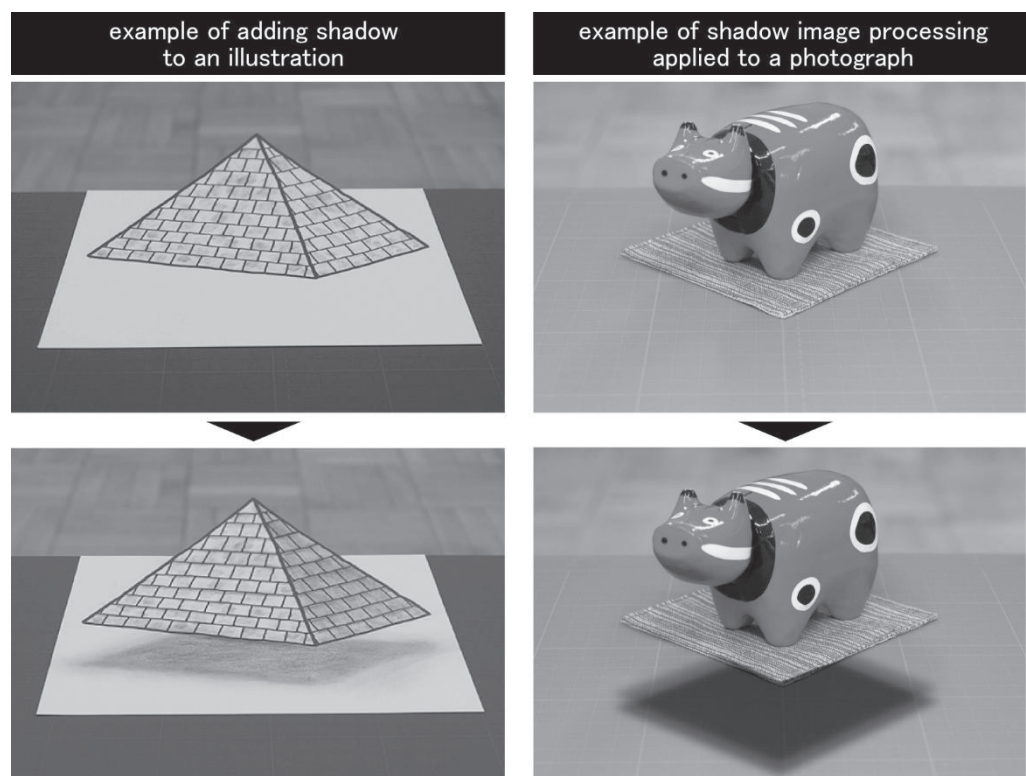 example of adding shadow
to an illustration
example of shadow image processing
applied to a photograph